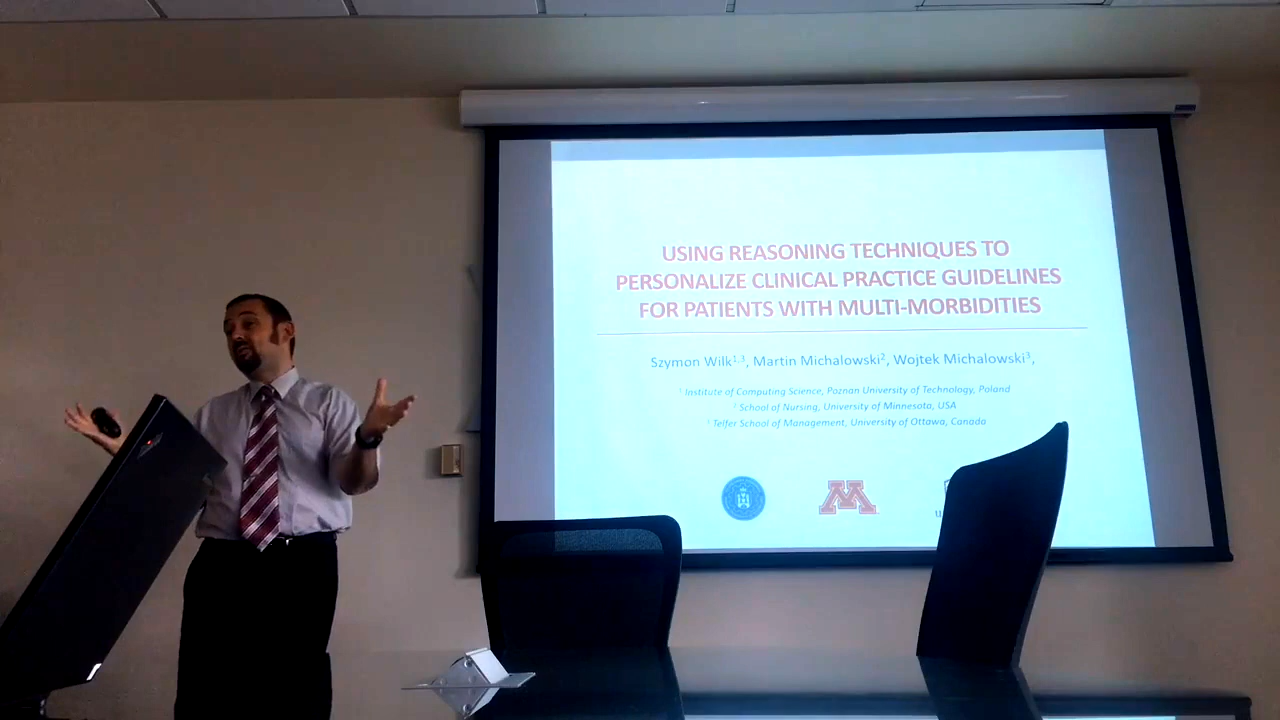 USING REASONING TECHNIQUES TO
PERSONALIZE CLINICAL PRACTICE GUIDELINES
FOR PATIENTS WITH MULTI-MORBIDITIES
Szymon Wilk1,3, Martin Michalowski2, Wojtek Michalowski3,
1 Institute of Computing Science, Poznan University of Technology, Poland
2 School of Nursing, University of Minnesota, USA
3 Telfer School of Management, University of Ottawa, Canada
M